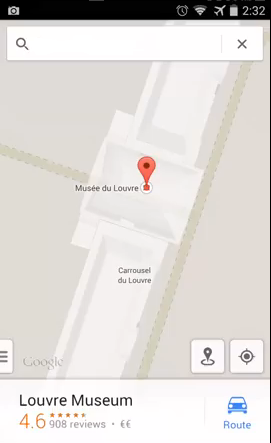 2:32
Musée du Louvre
Carrousel
du Louvre
Google
Louvre Museum
4.6 908 reviews • €€
Route